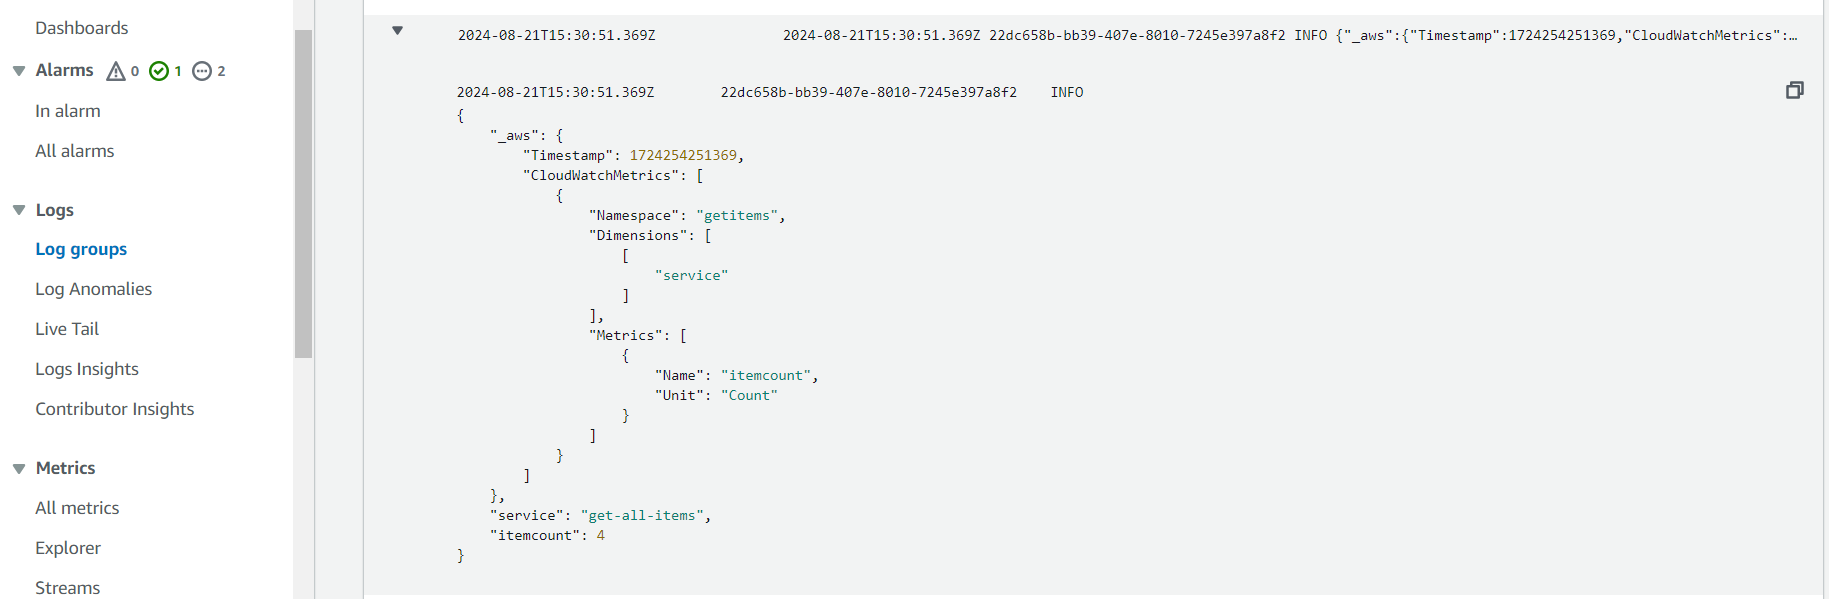 Dashboards
Alarms 0 1 2
In alarm
All alarms
Logs
Log groups
Log Anomalies
Live Tail
Logs Insights
Contributor Insights
Metrics
All metrics
Explorer
Streams
2024-08-21T15:30:51.369Z 2024-08-21T15:30:51.369Z 22dc658b-bb39-407e-8010-7245e397a8f2 INFO {"_aws":{"Timestamp":1724254251369,"CloudWatchMetrics":…
2024-08-21T15:30:51.369Z 22dc658b-bb39-407e-8010-7245e397a8f2 INFO
{
    "_aws": {
        "Timestamp": 1724254251369,
        "CloudWatchMetrics": [
            {
                "Namespace": "getitems",
                "Dimensions": [
                    [
                        "service"
                    ]
                ],
                "Metrics": [
                    {
                        "Name": "itemcount",
                        "Unit": "Count"
                    }
                ]
            }
        ]
    },
    "service": "get-all-items",
    "itemcount": 4
}